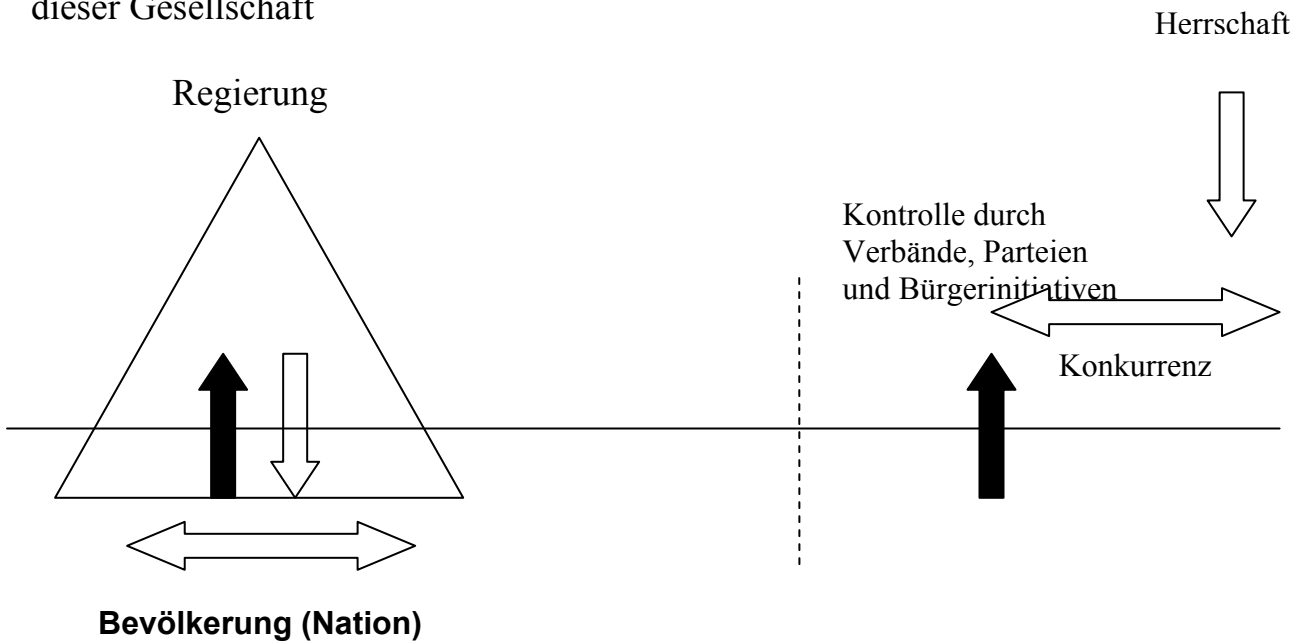 dieser Gesellschaft
Herrschaft
Regierung
Kontrolle durch
Verbände, Parteien
und Bürgerinitiativen
Konkurrenz
Bevölkerung (Nation)